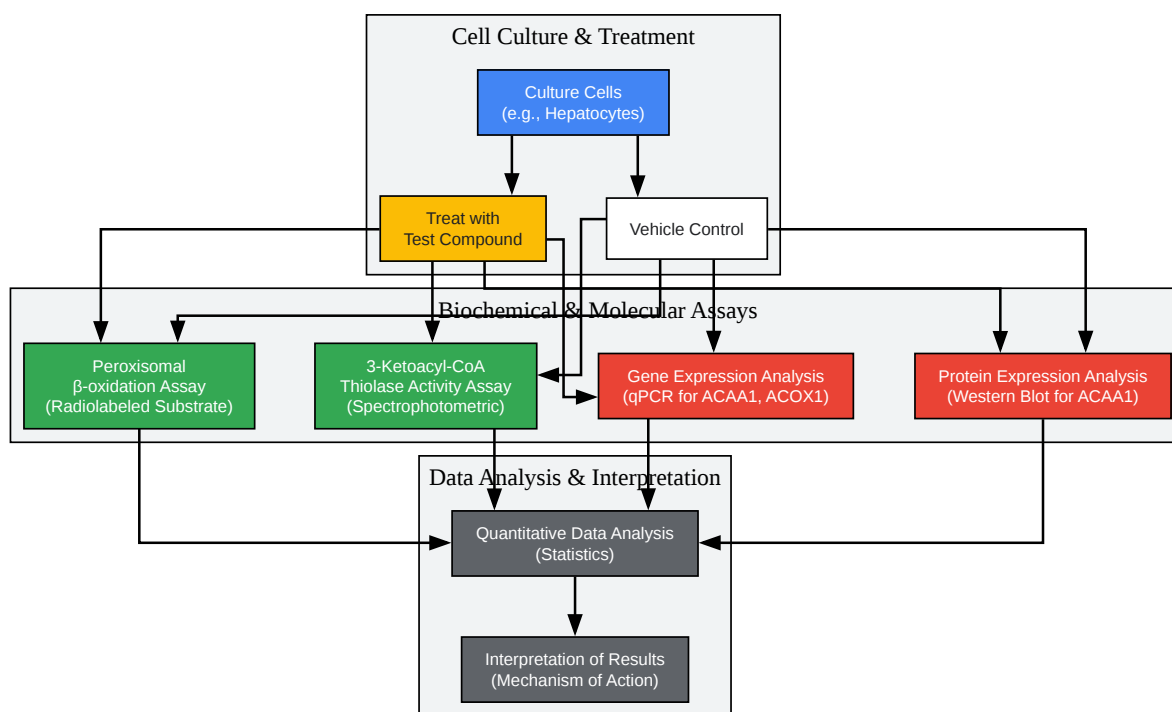 Cell Culture & Treatment
Culture Cells
(e.g., Hepatocytes)
Treat with
Test Compound
Vehicle Control
Biochemical & Molecular Assays
Peroxisomal
β-oxidation Assay
(Radiolabeled Substrate)
3-Ketoacyl-CoA
Thiolase Activity Assay
(Spectrophotometric)
Gene Expression Analysis
(qPCR for ACAA1, ACOX1)
Protein Expression Analysis
(Western Blot for ACAA1)
Data Analysis & Interpretation
Quantitative Data Analysis
(Statistics)
Interpretation of Results
(Mechanism of Action)